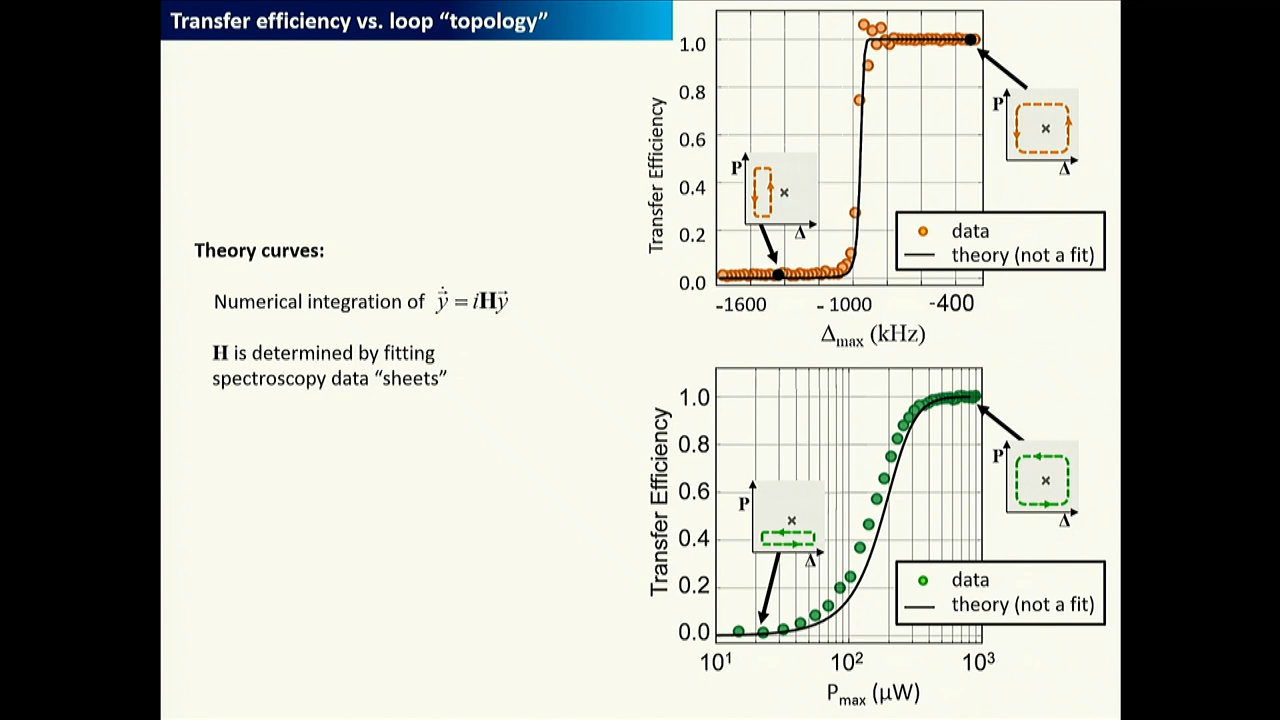 Transfer efficiency vs. loop “topology”
Theory curves:
Numerical integration of ẏ⃗ = iHy⃗
H is determined by fitting
spectroscopy data “sheets”
Transfer Efficiency
1.0
0.8
0.6
0.4
0.2
0.0
-1600
- 1000
-400
Δmax (kHz)
P
Δ
P
Δ
data
theory (not a fit)
Transfer Efficiency
1.0
0.8
0.6
0.4
0.2
0.0
10¹
10²
10³
Pmax (µW)
P
Δ
P
Δ
data
theory (not a fit)